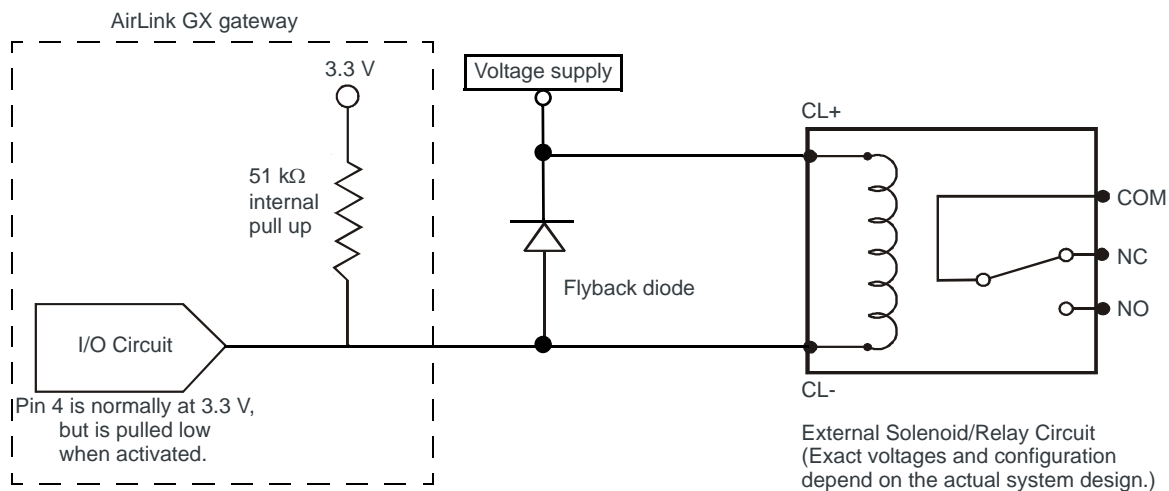 AirLink GX gateway
3.3 V
Voltage supply
CL+
51 kΩ
internal
pull up
COM
NC
Flyback diode
NO
I/O Circuit
CL-
Pin 4 is normally at 3.3 V,
but is pulled low
when activated.
External Solenoid/Relay Circuit
(Exact voltages and configuration
depend on the actual system design.)